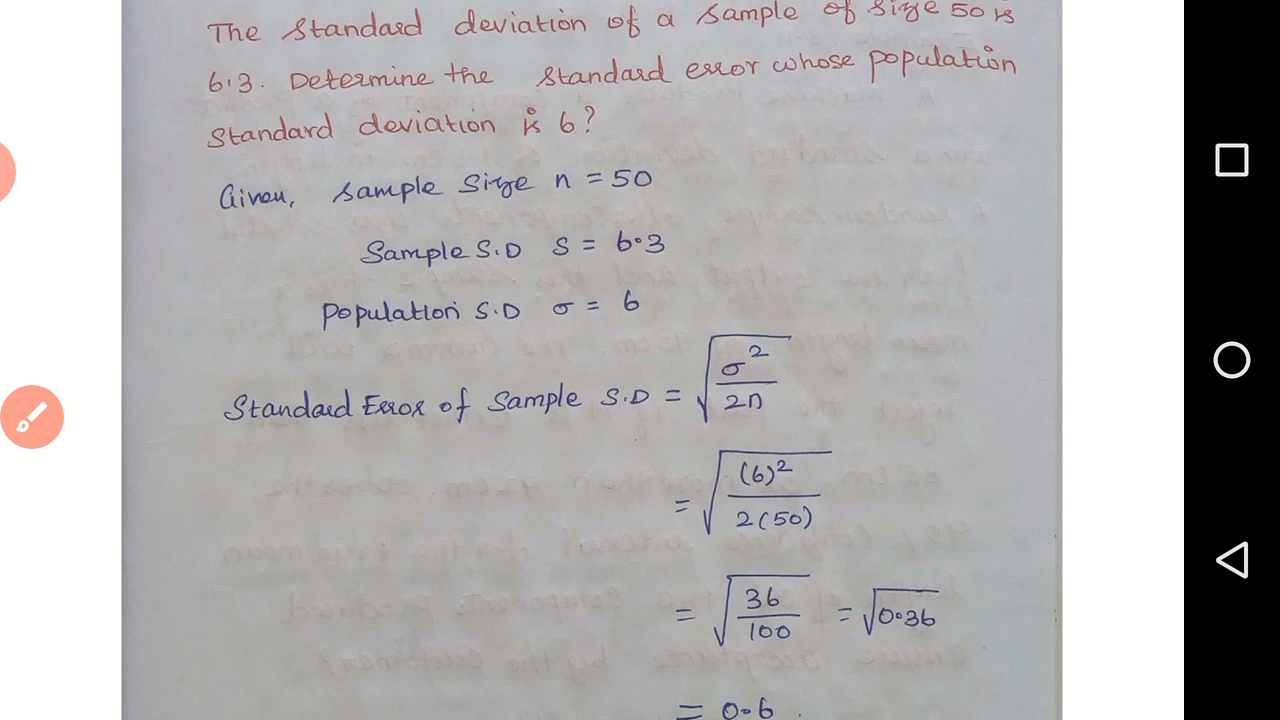 The standard deviation of a sample of size 50 is
6.3. Determine the standard error whose population
standard deviation is 6?
Given, sample size n = 50
Sample S.D s = 6.3
population S.D σ = 6
Standard Error of Sample S.D = √(σ²/2n)
= √((6)²/2(50))
= √(36/100) = √0.36
= 0.6.